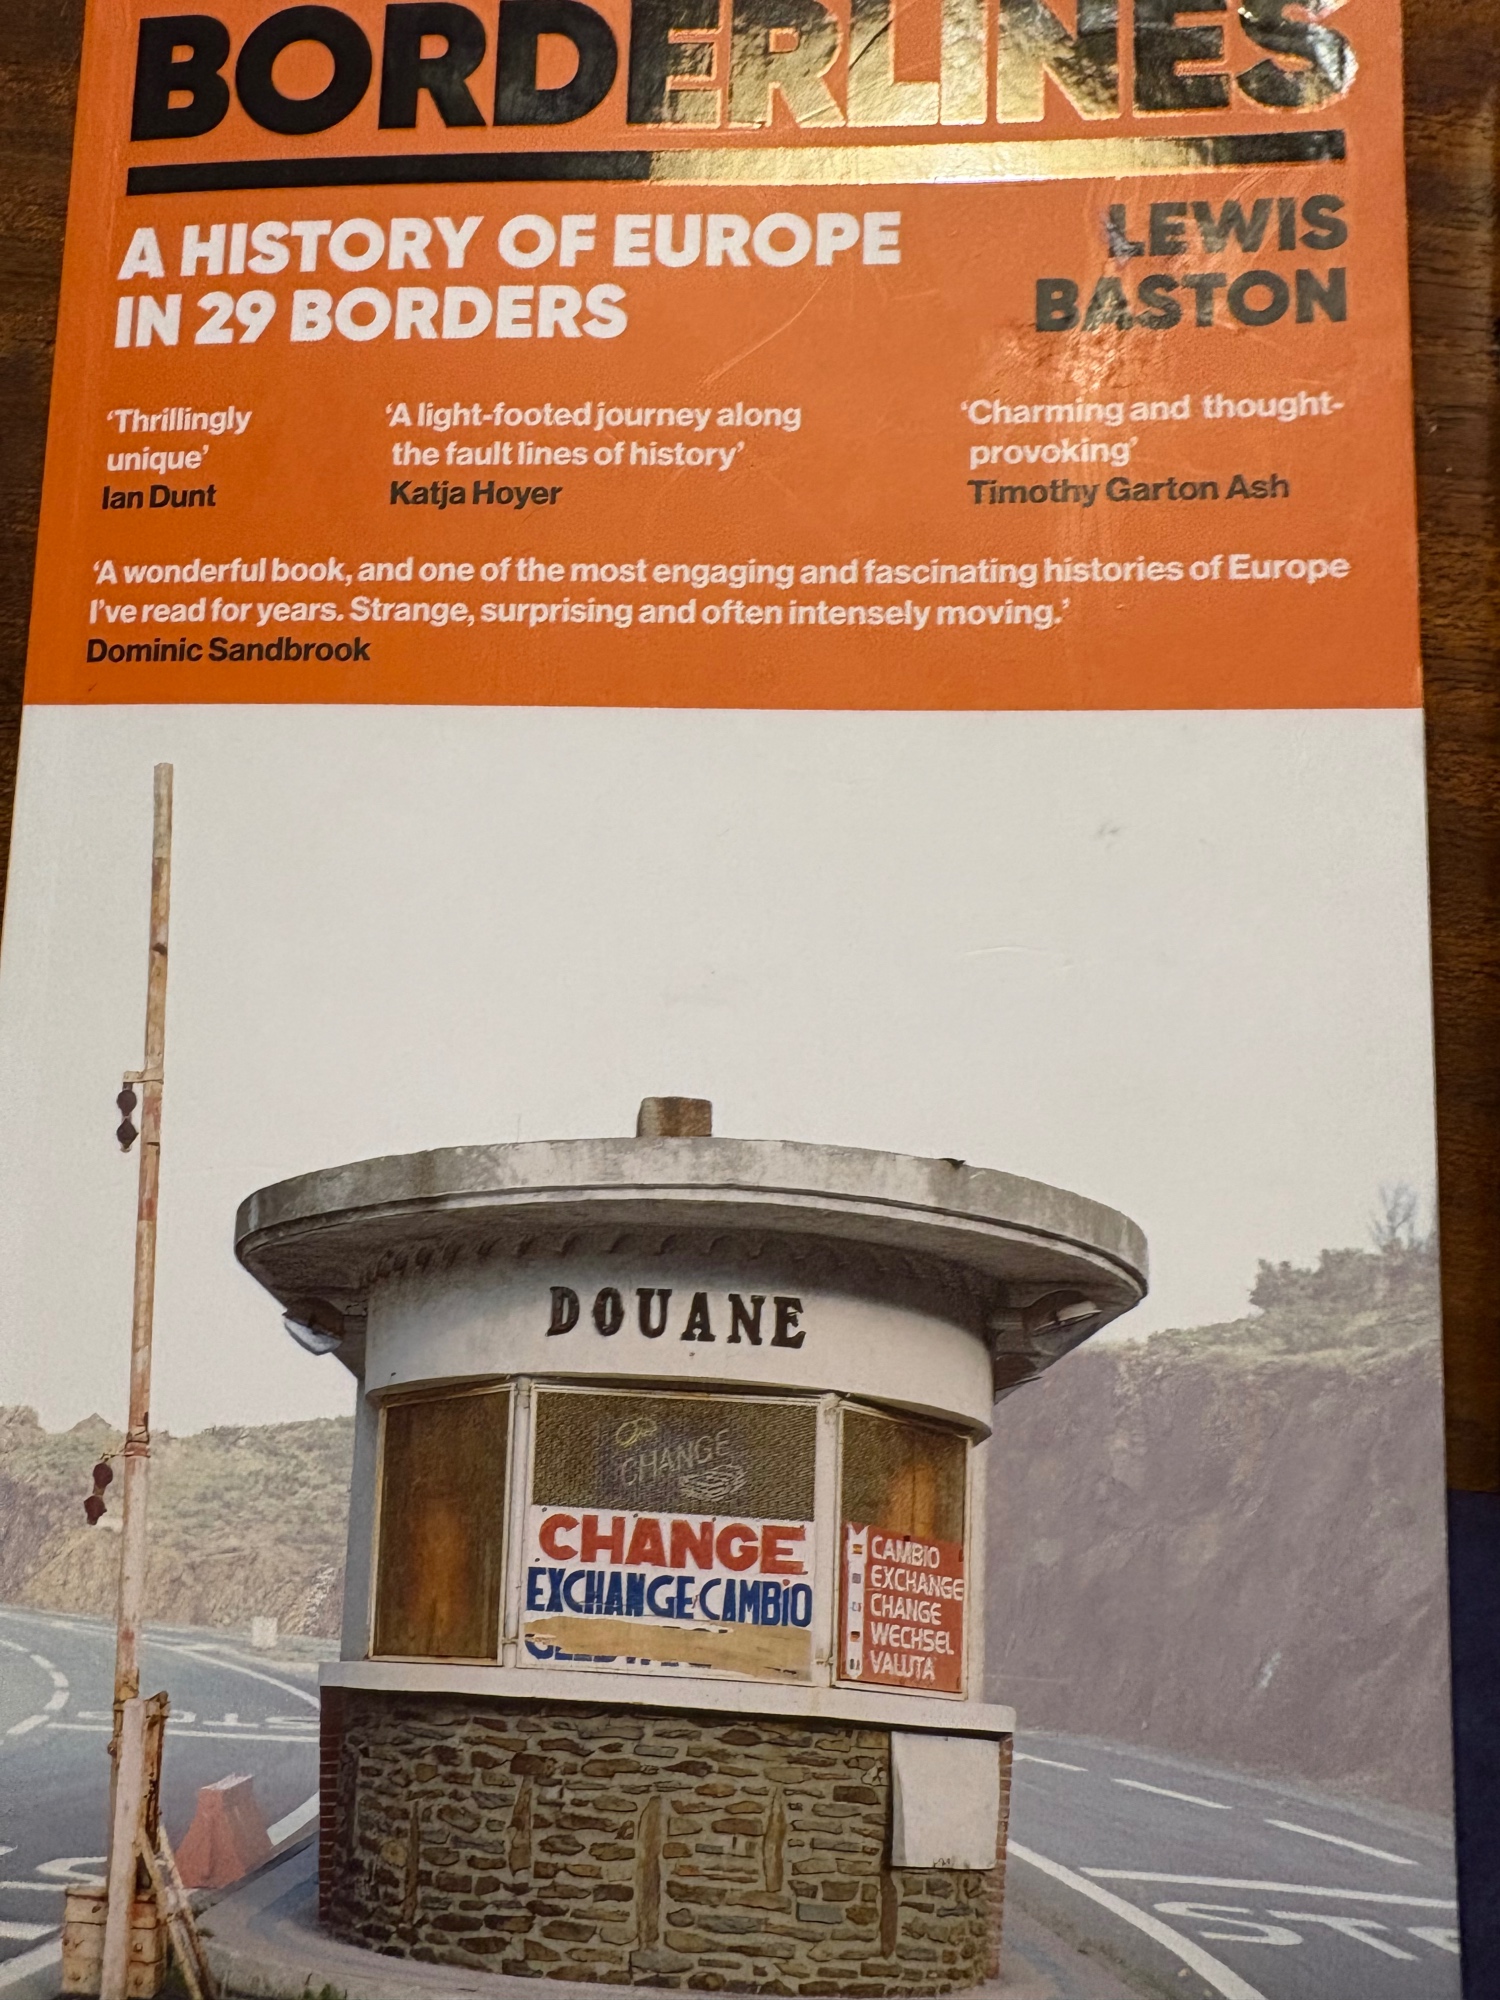 BORDERLINES
A HISTORY OF EUROPE
IN 29 BORDERS
LEWIS
BASTON
‘Thrillingly
unique’
Ian Dunt
‘A light-footed journey along
the fault lines of history’
Katja Hoyer
‘Charming and thought-
provoking’
Timothy Garton Ash
‘A wonderful book, and one of the most engaging and fascinating histories of Europe
I’ve read for years. Strange, surprising and often intensely moving.’
Dominic Sandbrook
DOUANE
CHANGE
CHANGE
EXCHANGE CAMBiO
CAMBIO
EXCHANGE
CHANGE
WECHSEL
VALUTA
STOP